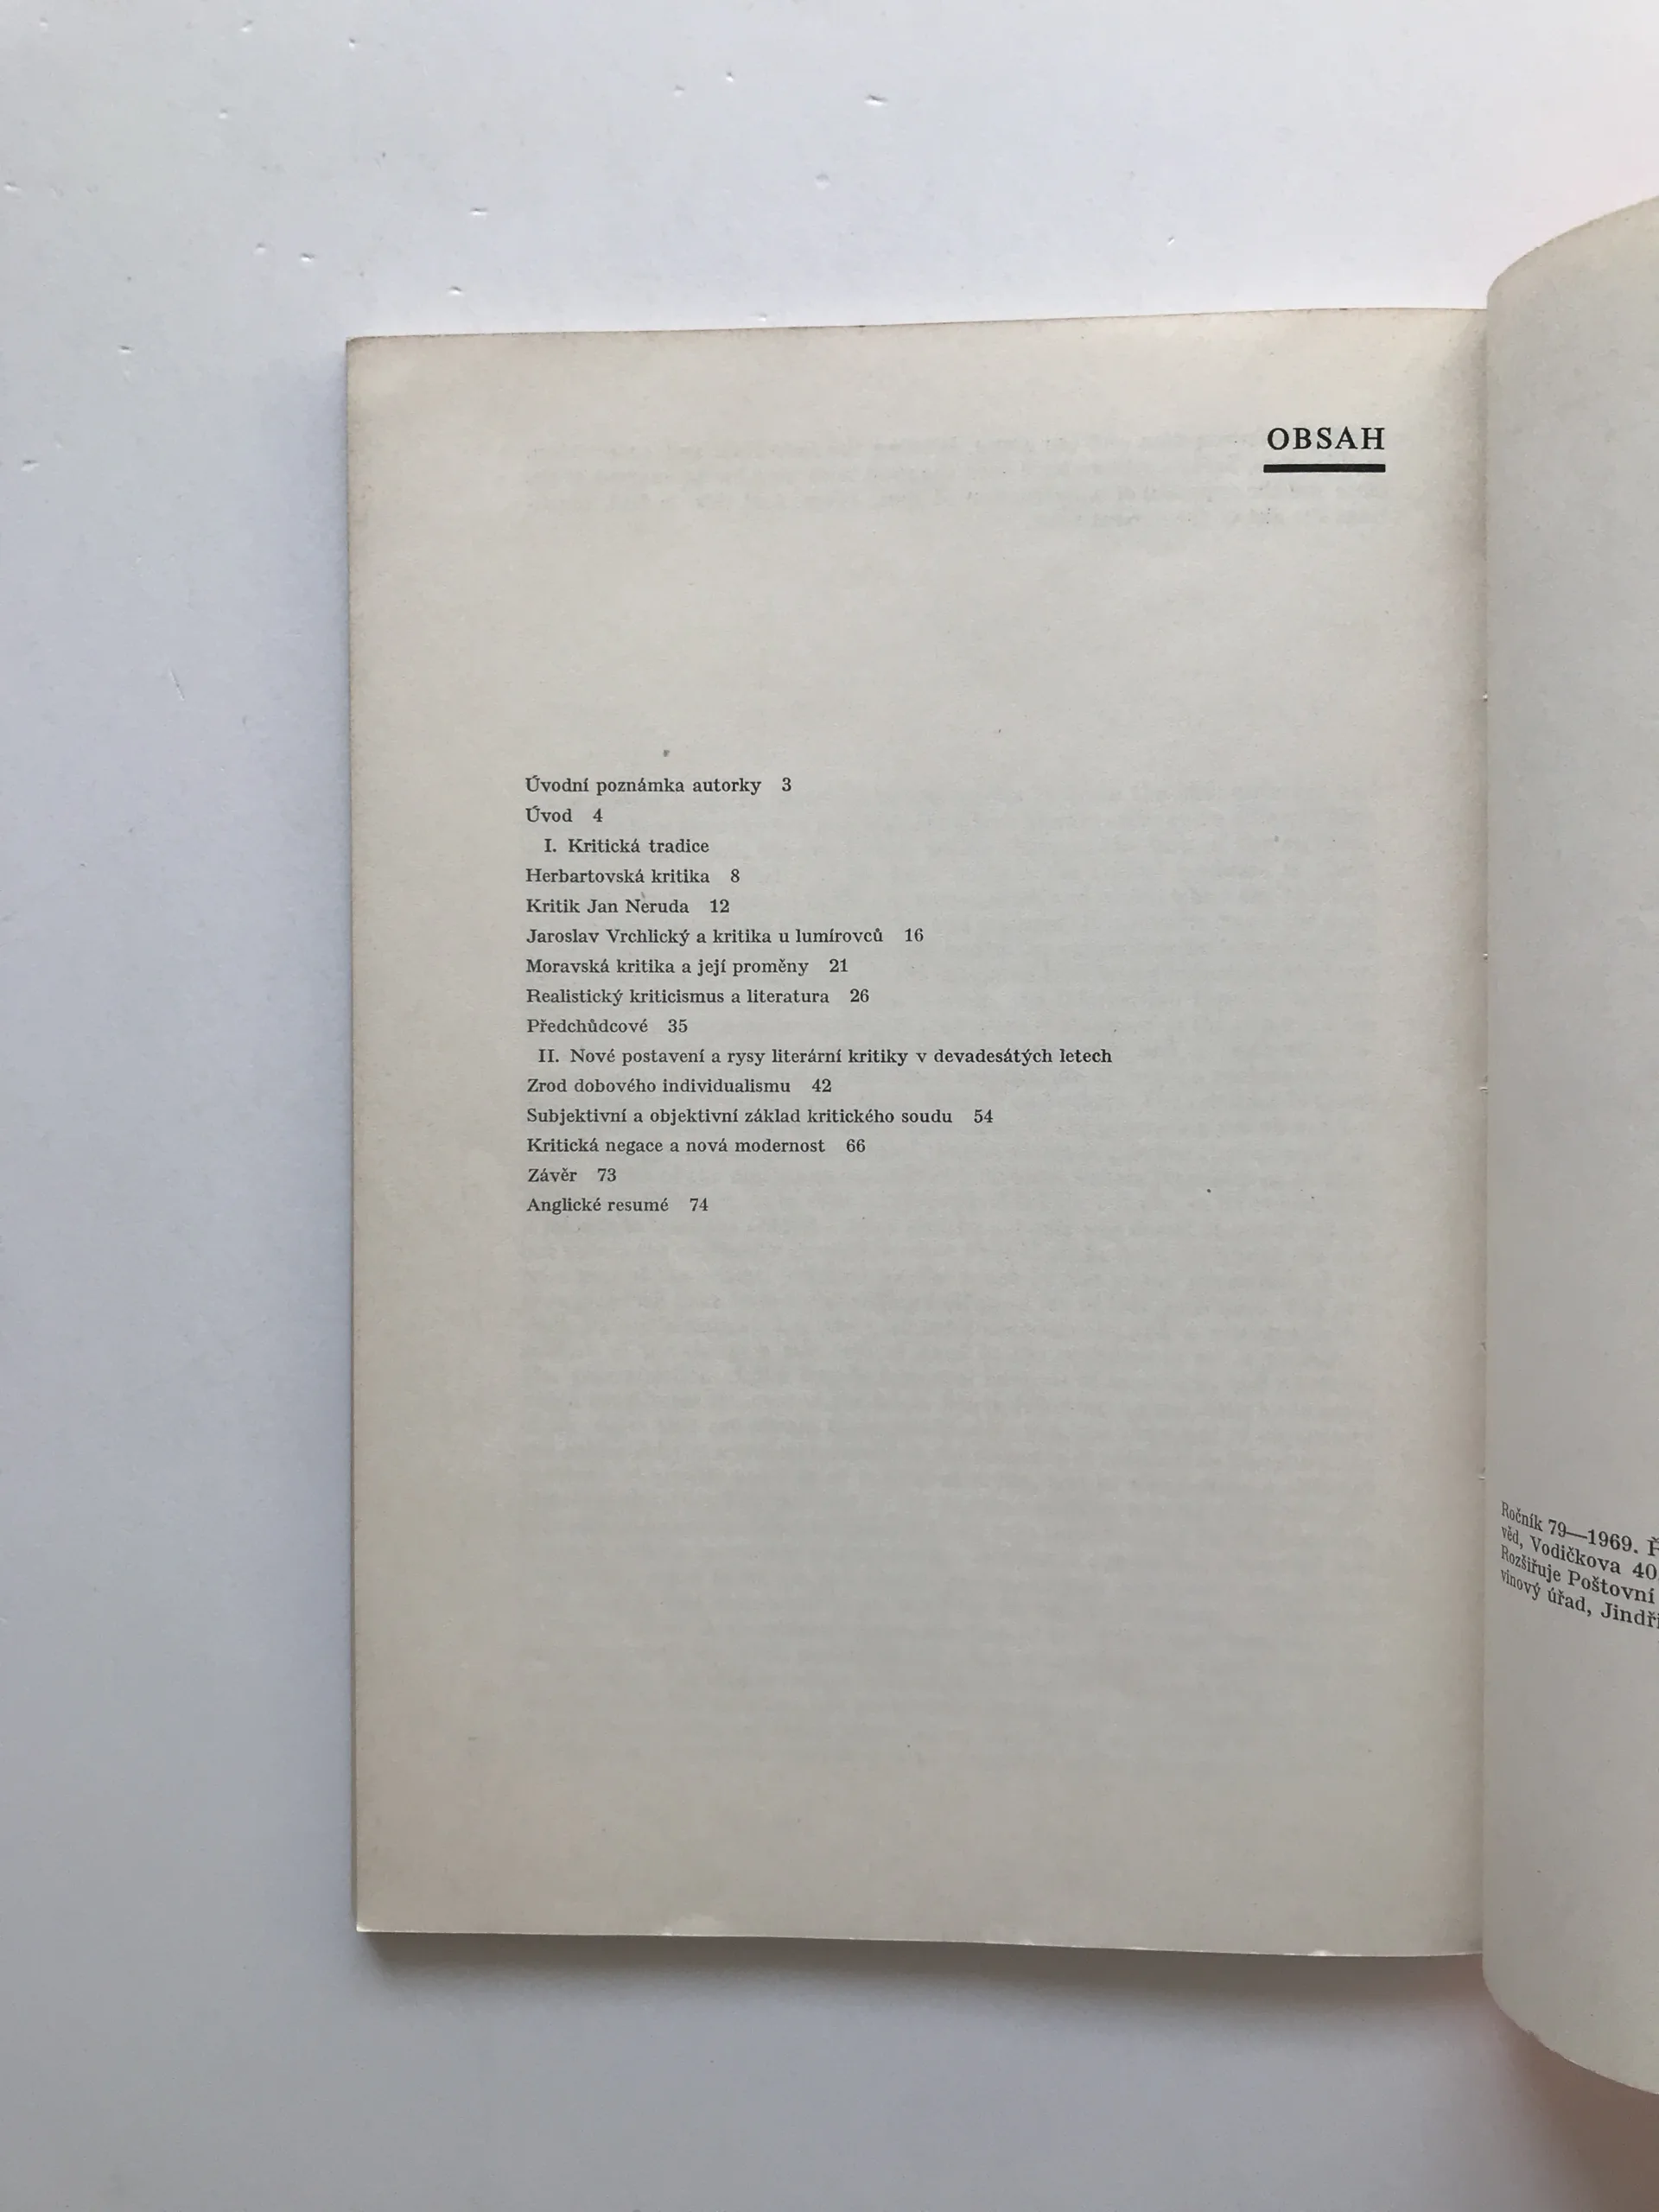 OBSAH
Úvodní poznámka autorky 3
Úvod 4
I. Kritická tradice
Herbartovská kritika 8
Kritik Jan Neruda 12
Jaroslav Vrchlický a kritika u lumírovců 16
Moravská kritika a její proměny 21
Realistický kriticismus a literatura 26
Předchůdcové 35
II. Nové postavení a rysy literární kritiky v devadesátých letech
Zrod dobového individualismu 42
Subjektivní a objektivní základ kritického soudu 54
Kritická negace a nová modernost 66
Závěr 73
Anglické resumé 74
Ročník 79—1969. Ř
věd, Vodičkova 40
Rozšiřuje Poštovní
vinový úřad, Jindři